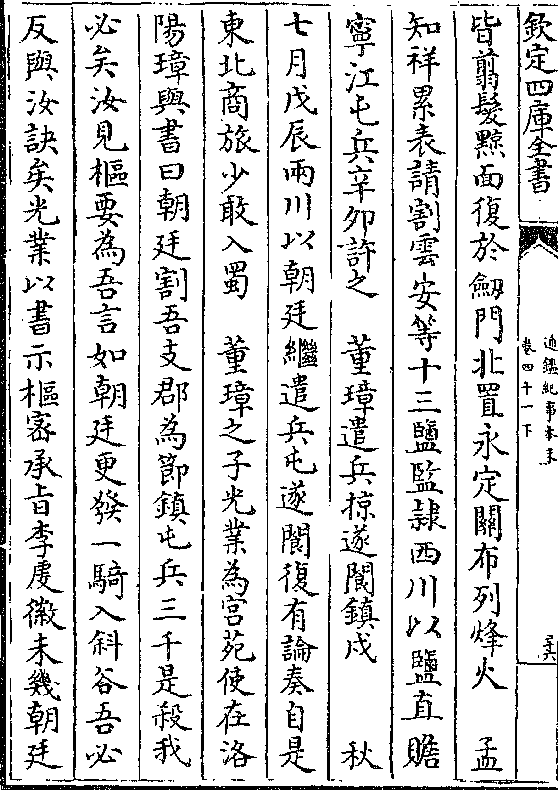 欽定四庫全書
通鑑紀事本末
卷四十一下
皆翦髮黥面復於劔門北置永定關布列烽火　孟
知祥累表請割雲安等十三鹽監隷西川以鹽直贍
寧江屯兵辛卯許之　董璋遣兵掠遂閬鎮戍　秋
七月戊辰兩川以朝廷繼遣兵屯遂閬復有論奏自是
東北商旅少敢入蜀　董璋之子光業為宫苑使在洛
陽璋與書曰朝廷割吾支郡為節鎮屯兵三千是殺我
必矣汝見樞要為吾言如朝廷更發一騎入斜谷吾必
反與汝訣矣光業以書示樞密承旨李虔徽未幾朝廷